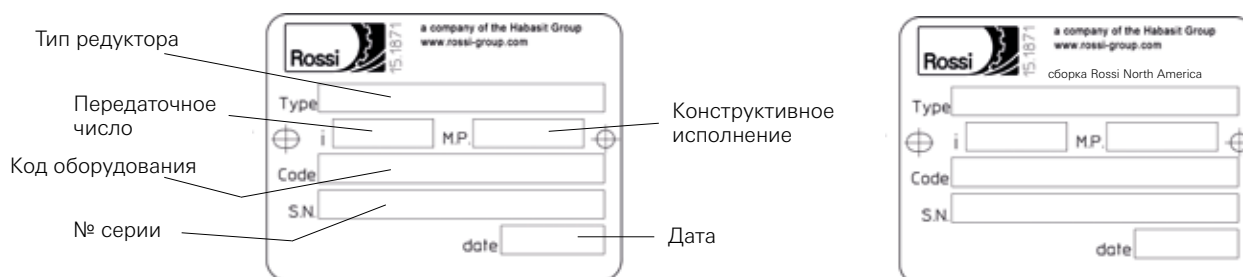 Тип редуктора
Передаточное
число
Код оборудования
№ серии
Rossi
15.1871
a company of the Habasit Group
www.rossi-group.com
Type
i
M.P.
Code
S.N.
date
Конструктивное
исполнение
Дата
Rossi
15.1871
a company of the Habasit Group
www.rossi-group.com
сборка Rossi North America
Type
i
M.P.
Code
S.N.
date